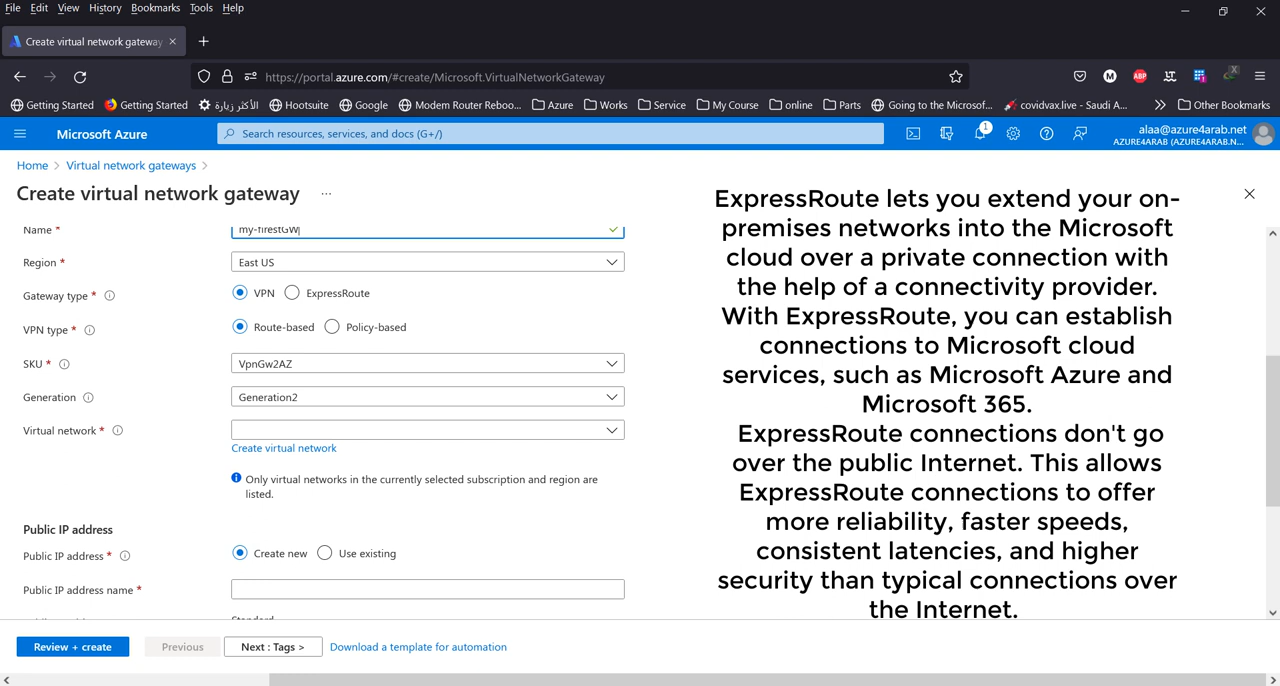 File Edit View History Bookmarks Tools Help
Create virtual network gateway
https://portal.azure.com/#create/Microsoft.VirtualNetworkGateway
Getting Started Getting Started الأكثر زيارة Hootsuite Google Modem Router Reboo... Azure Works Service My Course online Parts Going to the Microsof... covidvax.live - Saudi A... Other Bookmarks
Microsoft Azure Search resources, services, and docs (G+/) 1 alaa@azure4arab.net
AZURE4ARAB (AZURE4ARAB.N...
Home > Virtual network gateways >
Create virtual network gateway ...
Name * my-firestGW
Region * East US
Gateway type * VPN ExpressRoute
VPN type * Route-based Policy-based
SKU * VpnGw2AZ
Generation Generation2
Virtual network *
Create virtual network
Only virtual networks in the currently selected subscription and region are
listed.
Public IP address
Public IP address * Create new Use existing
Public IP address name *
Review + create Previous Next : Tags > Download a template for automation
ExpressRoute lets you extend your on-
premises networks into the Microsoft
cloud over a private connection with
the help of a connectivity provider.
With ExpressRoute, you can establish
connections to Microsoft cloud
services, such as Microsoft Azure and
Microsoft 365.
ExpressRoute connections don't go
over the public Internet. This allows
ExpressRoute connections to offer
more reliability, faster speeds,
consistent latencies, and higher
security than typical connections over
the Internet.